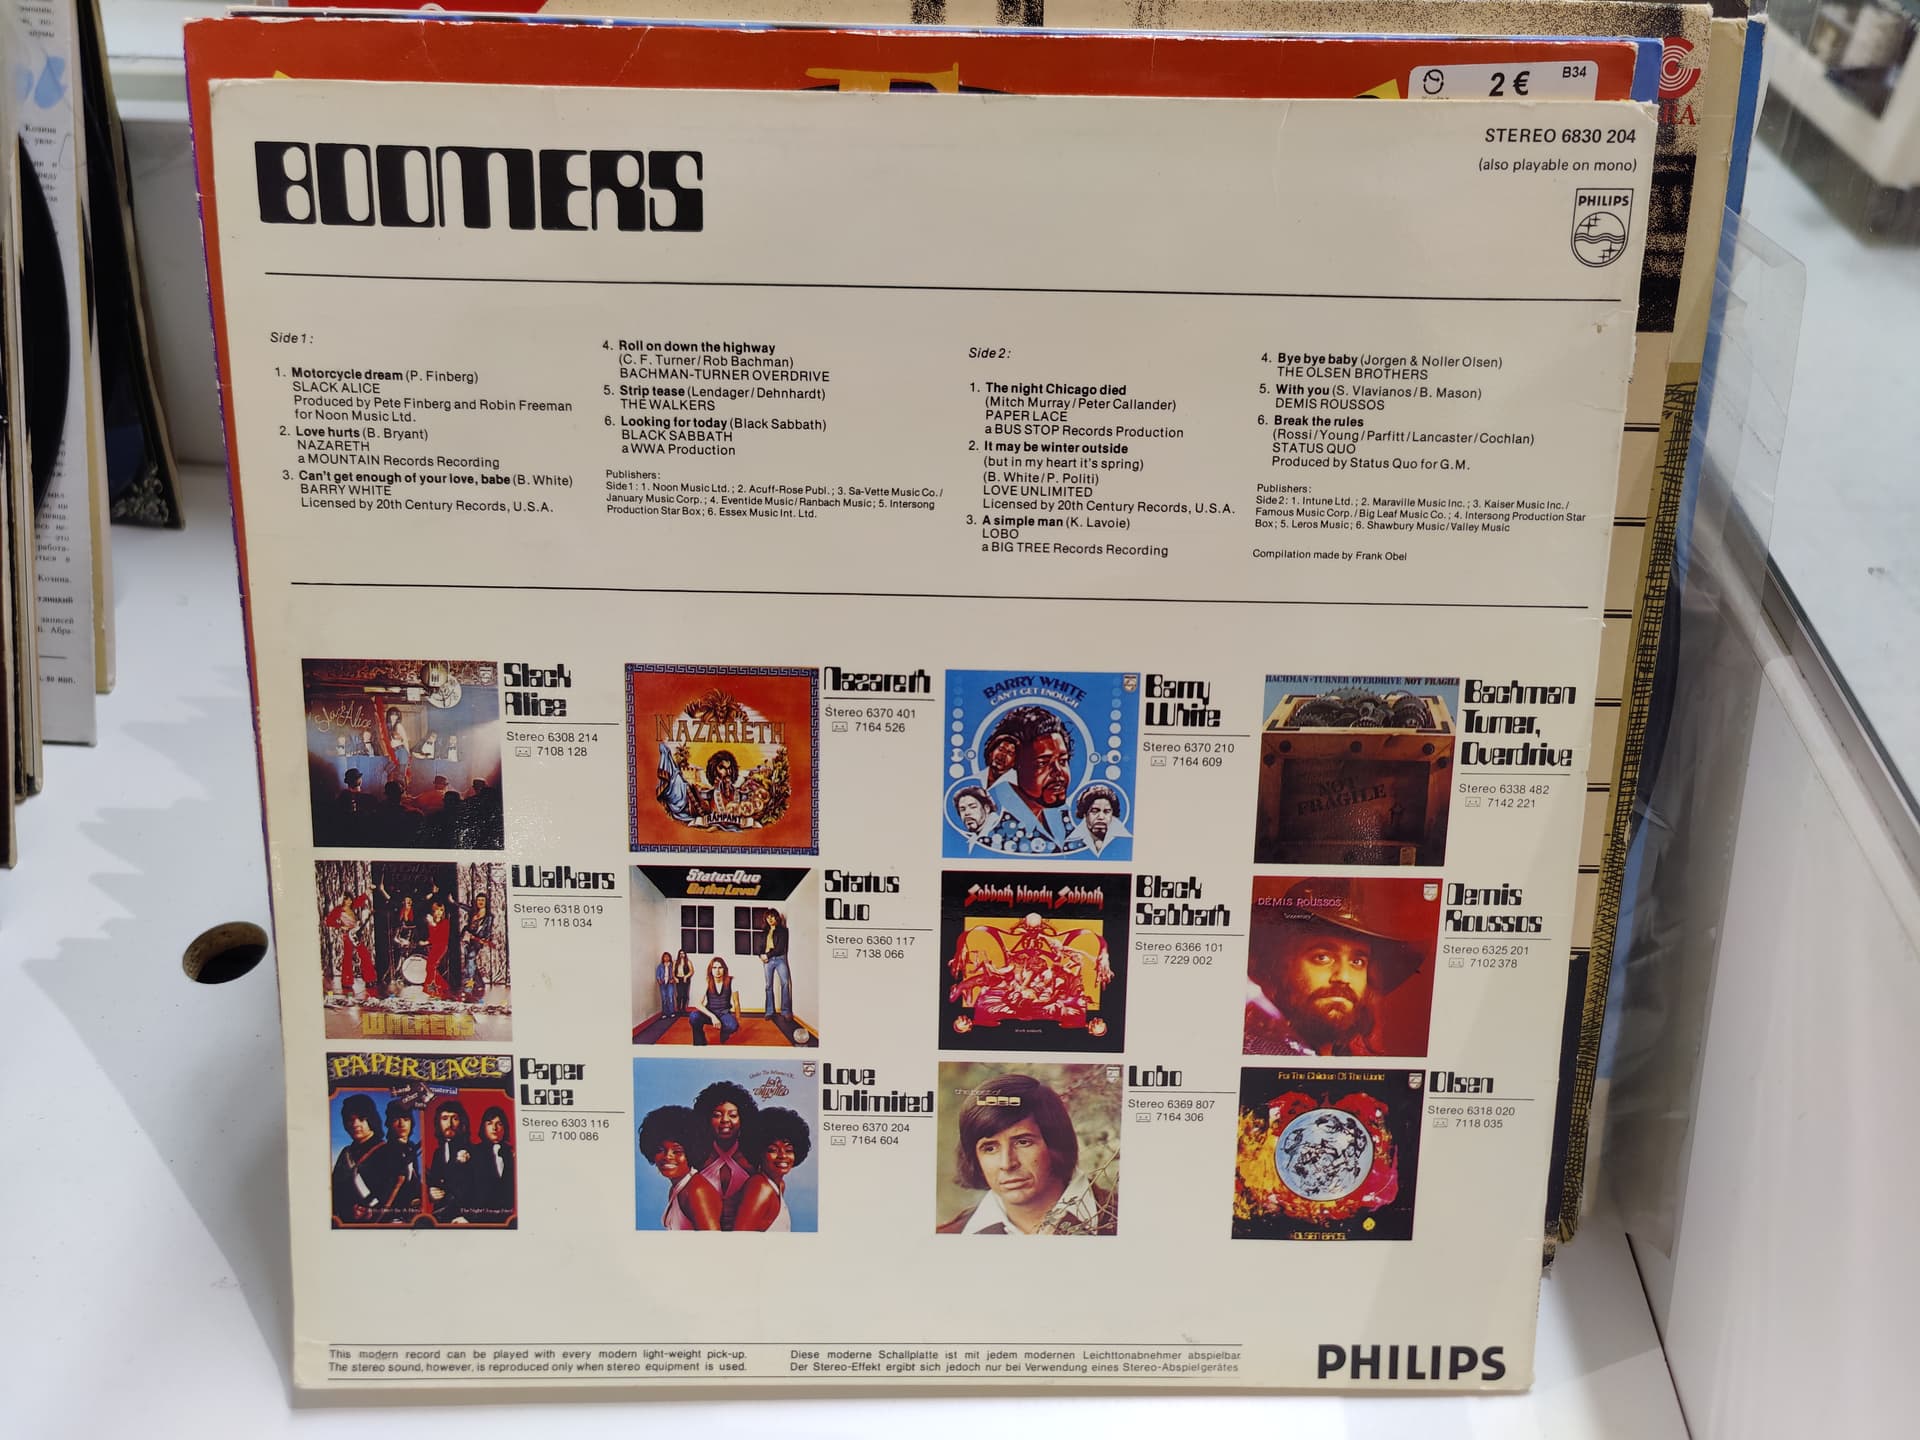 2 €
B34
BOOMERS
STEREO 6830 204
(also playable on mono)
PHILIPS
Side 1:
1. Motorcycle dream (P. Finberg)
SLACK ALICE
Produced by Pete Finberg and Robin Freeman
for Noon Music Ltd.
2. Love hurts (B. Bryant)
NAZARETH
a MOUNTAIN Records Recording
3. Can't get enough of your love, babe (B. White)
BARRY WHITE
Licensed by 20th Century Records, U.S.A.
4. Roll on down the highway
(C. F. Turner/Rob Bachman)
BACHMAN-TURNER OVERDRIVE
5. Strip tease (Lendager/Dehnhardt)
THE WALKERS
6. Looking for today (Black Sabbath)
BLACK SABBATH
a WWA Production
Publishers:
Side 1: 1. Noon Music Ltd.; 2. Acuff-Rose Publ.; 3. Sa-Vette Music Co./
January Music Corp.; 4. Eventide Music/Ranbach Music; 5. Intersong
Production Star Box; 6. Essex Music Int. Ltd.
Side 2:
1. The night Chicago died
(Mitch Murray/Peter Callander)
PAPER LACE
a BUS STOP Records Production
2. It may be winter outside
(but in my heart it's spring)
(B. White/P. Politi)
LOVE UNLIMITED
Licensed by 20th Century Records, U.S.A.
3. A simple man (K. Lavoie)
LOBO
a BIG TREE Records Recording
4. Bye bye baby (Jorgen & Noller Olsen)
THE OLSEN BROTHERS
5. With you (S. Vlavianos/B. Mason)
DEMIS ROUSSOS
6. Break the rules
(Rossi/Young/Parfitt/Lancaster/Cochlan)
STATUS QUO
Produced by Status Quo for G.M.
Publishers:
Side 2: 1. Intune Ltd.; 2. Maraville Music Inc.; 3. Kaiser Music Inc./
Famous Music Corp./Big Leaf Music Co.; 4. Intersong Production Star
Box; 5. Leros Music; 6. Shawbury Music/Valley Music
Compilation made by Frank Obel
Slack
Alice
Stereo 6308 214
7108 128
NAZARETH
RAMPANT
Nazareth
Stereo 6370 401
7164 526
BARRY WHITE
CAN'T GET ENOUGH
Barry
White
Stereo 6370 210
7164 609
BACHMAN-TURNER OVERDRIVE NOT FRAGILE
NOT
FRAGILE
Bachman
Turner,
Overdrive
Stereo 6338 482
7142 221
WALKERS
Walkers
Stereo 6318 019
7118 034
Status Quo
On the Level
Status
Quo
Stereo 6360 117
7138 066
Sabbath bloody Sabbath
Black
Sabbath
Stereo 6366 101
7229 002
DEMIS ROUSSOS
Demis
Roussos
Stereo 6325 201
7102 378
PAPER LACE
Paper
Lace
Stereo 6303 116
7100 086
Love
Unlimited
Stereo 6370 204
7164 604
LOBO
Lobo
Stereo 6369 807
7164 306
For The Children Of The World
OLSEN BROS.
Olsen
Stereo 6318 020
7118 035
This modern record can be played with every modern light-weight pick-up.
The stereo sound, however, is reproduced only when stereo equipment is used.
Diese moderne Schallplatte ist mit jedem modernen Leichttonabnehmer abspielbar.
Der Stereo-Effekt ergibt sich jedoch nur bei Verwendung eines Stereo-Abspielgerätes
PHILIPS